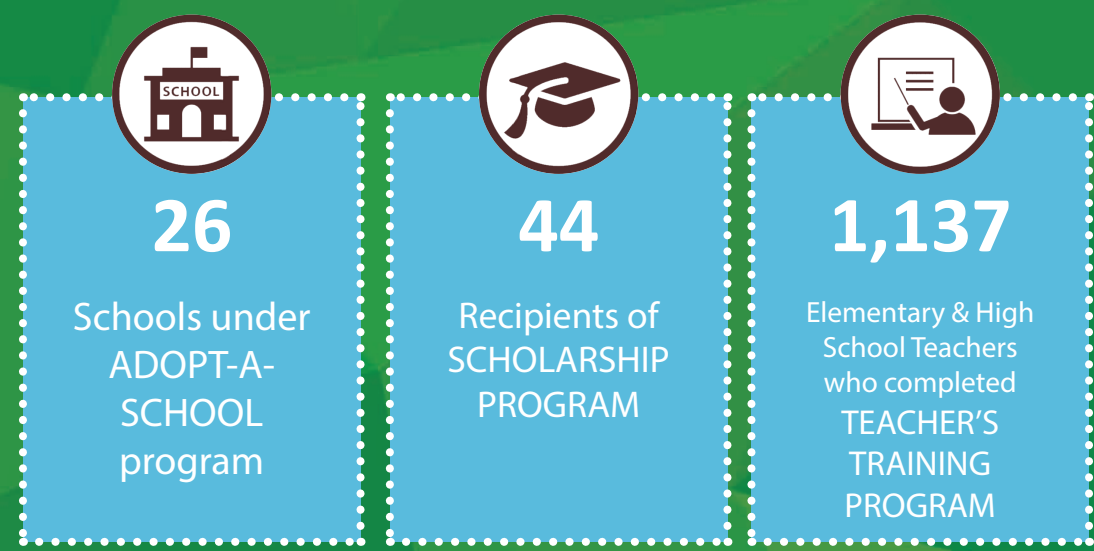 SCHOOL
26
Schools under
ADOPT-A-
SCHOOL
program
44
Recipients of
SCHOLARSHIP
PROGRAM
1,137
Elementary & High
School Teachers
who completed
TEACHER’S
TRAINING
PROGRAM